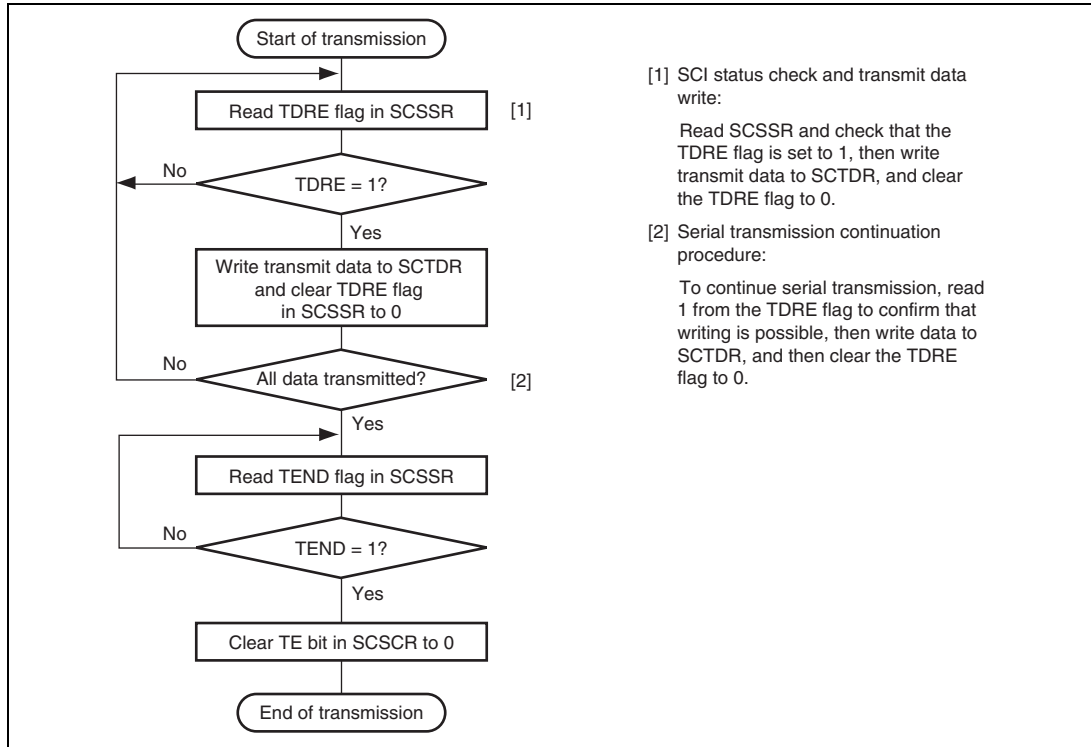 Start of transmission
Read TDRE flag in SCSSR
[1]
No
TDRE = 1?
Yes
Write transmit data to SCTDR
and clear TDRE flag
in SCSSR to 0
No
All data transmitted?
[2]
Yes
Read TEND flag in SCSSR
No
TEND = 1?
Yes
Clear TE bit in SCSCR to 0
End of transmission
[1] SCI status check and transmit data
write:
Read SCSSR and check that the
TDRE flag is set to 1, then write
transmit data to SCTDR, and clear
the TDRE flag to 0.
[2] Serial transmission continuation
procedure:
To continue serial transmission, read
1 from the TDRE flag to confirm that
writing is possible, then write data to
SCTDR, and then clear the TDRE
flag to 0.